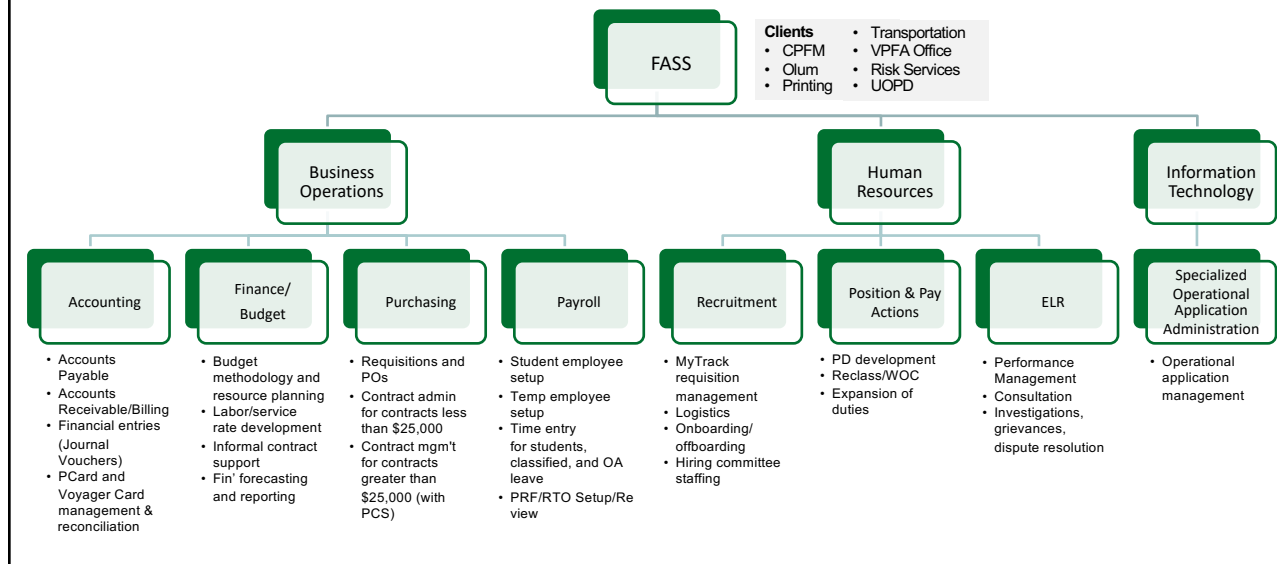 FASS
Clients
• CPFM
• Olum
• Printing
• Transportation
• VPFA Office
• Risk Services
• UOPD
Business
Operations
Human
Resources
Information
Technology
Accounting
Finance/
Budget
Purchasing
Payroll
Recruitment
Position & Pay
Actions
ELR
Specialized
Operational
Application
Administration
• Accounts
Payable
• Accounts
Receivable/Billing
• Financial entries
(Journal
Vouchers)
• PCard and
Voyager Card
management &
reconciliation
• Budget
methodology and
resource planning
• Labor/service
rate development
• Informal contract
support
• Fin’ forecasting
and reporting
• Requisitions and
POs
• Contract admin
for contracts less
than $25,000
• Contract mgm't
for contracts
greater than
$25,000 (with
PCS)
• Student employee
setup
• Temp employee
setup
• Time entry
for students,
classified, and OA
leave
• PRF/RTO Setup/Re
view
• MyTrack
requisition
management
• Logistics
• Onboarding/
offboarding
• Hiring committee
staffing
• PD development
• Reclass/WOC
• Expansion of
duties
• Performance
Management
• Consultation
• Investigations,
grievances,
dispute resolution
• Operational
application
management